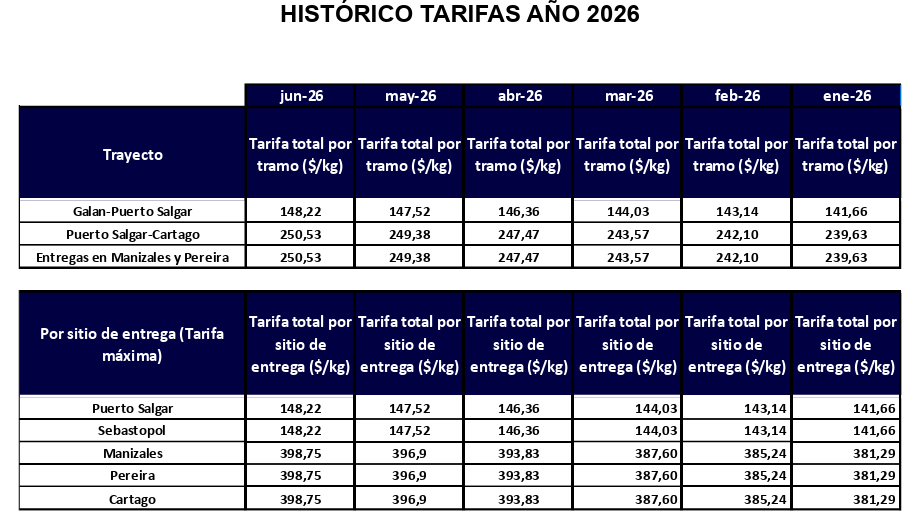 HISTÓRICO TARIFAS AÑO 2026
jun-26 may-26 abr-26 mar-26 feb-26 ene-26
Trayecto
Tarifa total por Tarifa total por Tarifa total por Tarifa total por Tarifa total por Tarifa total por
tramo ($/kg) tramo ($/kg) tramo ($/kg) tramo ($/kg) tramo ($/kg) tramo ($/kg)
Galan-Puerto Salgar 148,22 147,52 146,36 144,03 143,14 141,66
Puerto Salgar-Cartago 250,53 249,38 247,47 243,57 242,10 239,63
Entregas en Manizales y Pereira 250,53 249,38 247,47 243,57 242,10 239,63
Por sitio de entrega (Tarifa
máxima)
Tarifa total por Tarifa total por Tarifa total por Tarifa total por Tarifa total por Tarifa total por
sitio de sitio de sitio de sitio de sitio de sitio de
entrega ($/kg) entrega ($/kg) entrega ($/kg) entrega ($/kg) entrega ($/kg) entrega ($/kg)
Puerto Salgar 148,22 147,52 146,36 144,03 143,14 141,66
Sebastopol 148,22 147,52 146,36 144,03 143,14 141,66
Manizales 398,75 396,9 393,83 387,60 385,24 381,29
Pereira 398,75 396,9 393,83 387,60 385,24 381,29
Cartago 398,75 396,9 393,83 387,60 385,24 381,29